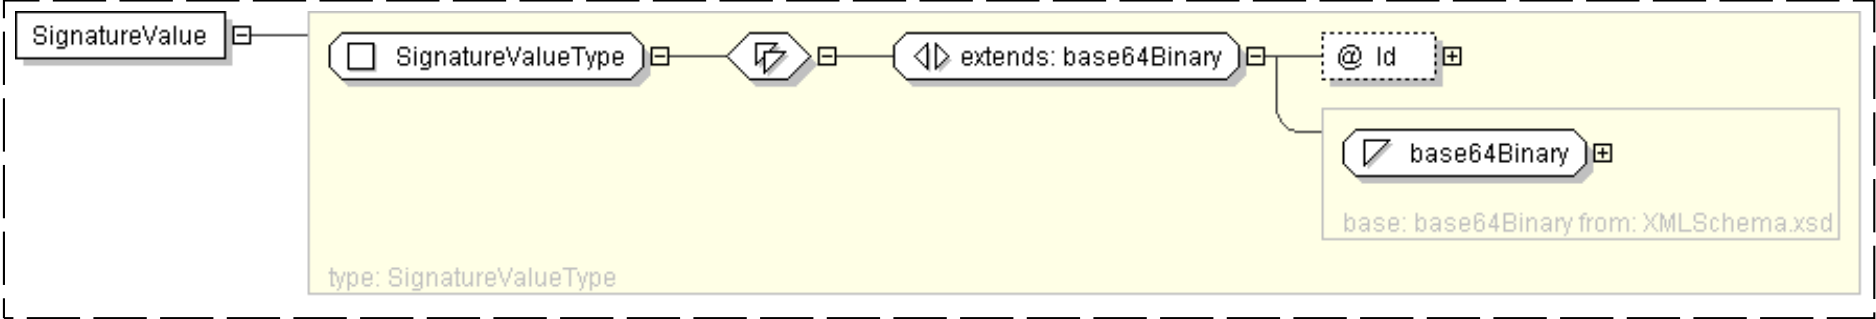 SignatureValue
SignatureValueType
extends: base64Binary
@ Id
base64Binary
base: base64Binary from: XMLSchema.xsd
type: SignatureValueType